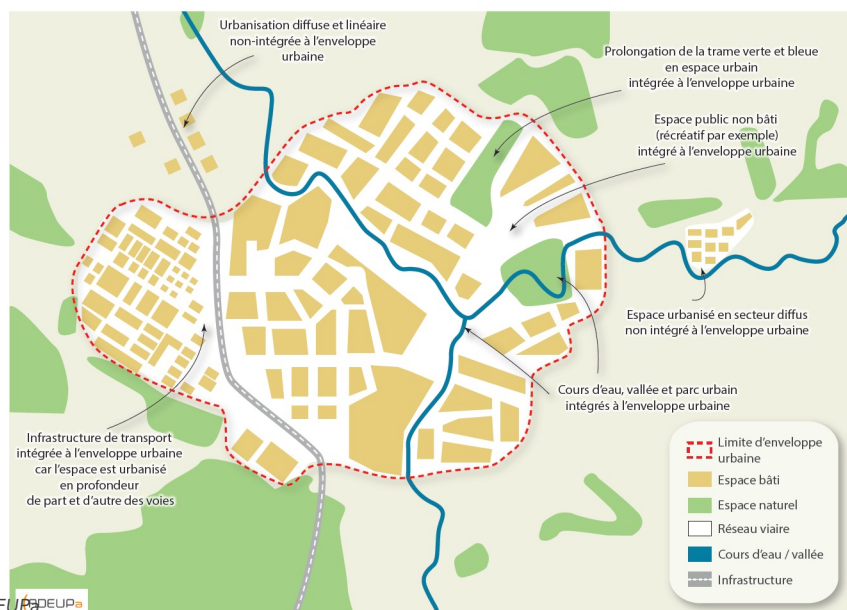 Urbanisation diffuse et linéaire
non-intégrée à l'enveloppe
urbaine
Prolongation de la trame verte et bleue
en espace urbain
intégrée à l'enveloppe urbaine
Espace public non bâti
(récréatif par exemple)
intégré à l'enveloppe urbaine
Espace urbanisé en secteur diffus
non intégré à l'enveloppe urbaine
Cours d'eau, vallée et parc urbain
intégrés à l'enveloppe urbaine
Infrastructure de transport
intégrée à l'enveloppe urbaine
car l'espace est urbanisé
en profondeur
de part et d'autre des voies
Limite d'enveloppe
urbaine
Espace bâti
Espace naturel
Réseau viaire
Cours d'eau / vallée
Infrastructure